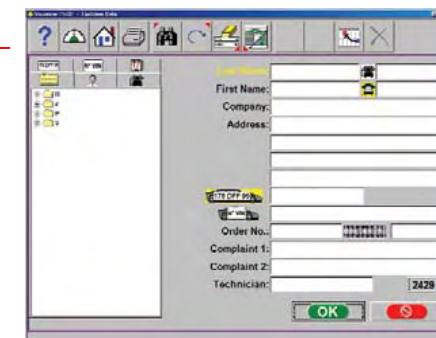 Last Name:
First Name:
Company:
Address:
Order No.:
Complaint 1:
Complaint 2:
Technician:
2429
OK